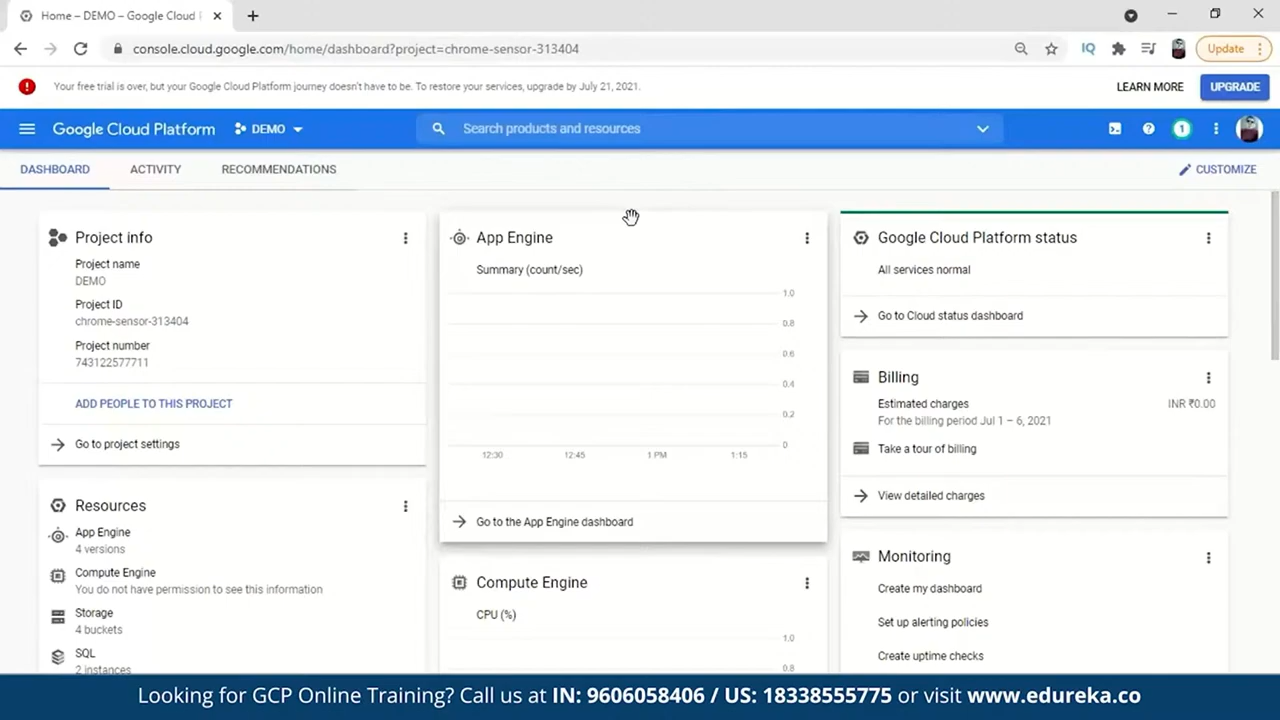 Home – DEMO – Google Cloud P
console.cloud.google.com/home/dashboard?project=chrome-sensor-313404
IQ
Update
Your free trial is over, but your Google Cloud Platform journey doesn't have to be. To restore your services, upgrade by July 21, 2021.
LEARN MORE
UPGRADE
Google Cloud Platform
DEMO
Search products and resources
1
DASHBOARD
ACTIVITY
RECOMMENDATIONS
CUSTOMIZE
Project info
Project name
DEMO
Project ID
chrome-sensor-313404
Project number
743122577711
ADD PEOPLE TO THIS PROJECT
Go to project settings
Resources
App Engine
4 versions
Compute Engine
You do not have permission to see this information
Storage
4 buckets
SQL
2 instances
App Engine
Summary (count/sec)
1.0
0.8
0.6
0.4
0.2
0
12:30 12:45 1 PM 1:15
Go to the App Engine dashboard
Compute Engine
CPU (%)
1.0
0.8
Google Cloud Platform status
All services normal
Go to Cloud status dashboard
Billing
Estimated charges INR ₹0.00
For the billing period Jul 1 – 6, 2021
Take a tour of billing
View detailed charges
Monitoring
Create my dashboard
Set up alerting policies
Create uptime checks
Looking for GCP Online Training? Call us at IN: 9606058406 / US: 18338555775 or visit www.edureka.co